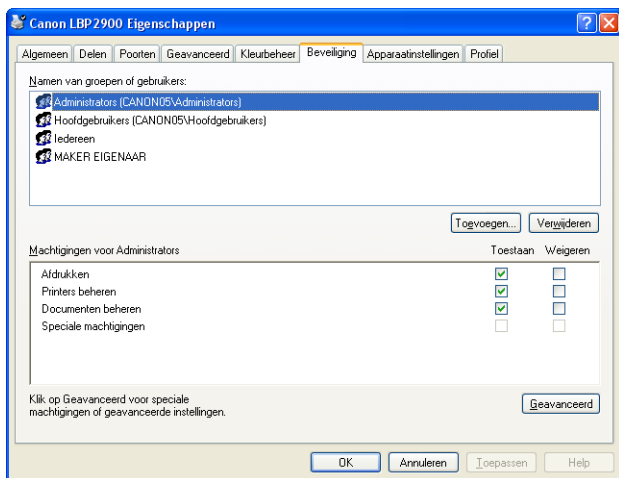 Canon LBP2900 Eigenschappen
Algemeen Delen Poorten Geavanceerd Kleurbeheer Beveiliging Apparaatinstellingen Profiel
Namen van groepen of gebruikers:
Administrators (CANON05\Administrators)
Hoofdgebruikers (CANON05\Hoofdgebruikers)
Iedereen
MAKER EIGENAAR
Toevoegen... Verwijderen
Machtigingen voor Administrators Toestaan Weigeren
Afdrukken
Printers beheren
Documenten beheren
Speciale machtigingen
Klik op Geavanceerd voor speciale
machtigingen of geavanceerde instellingen.
Geavanceerd
OK Annuleren Toepassen Help